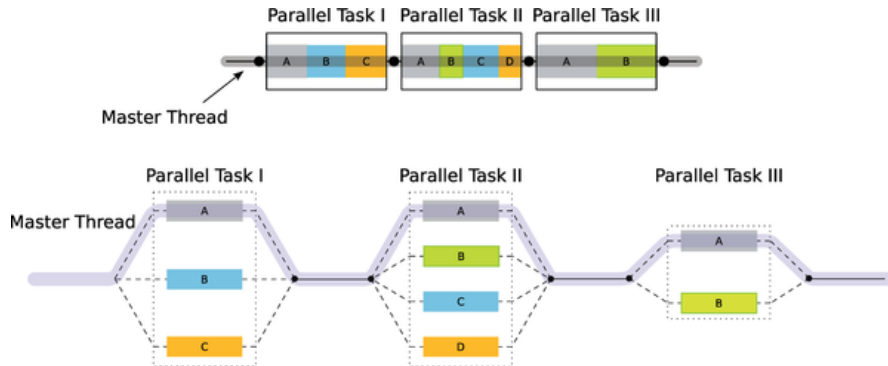 Parallel Task I Parallel Task II Parallel Task III
A B C A B C D A B
Master Thread
Parallel Task I Parallel Task II Parallel Task III
Master Thread
A A A
B B B
C C
C D